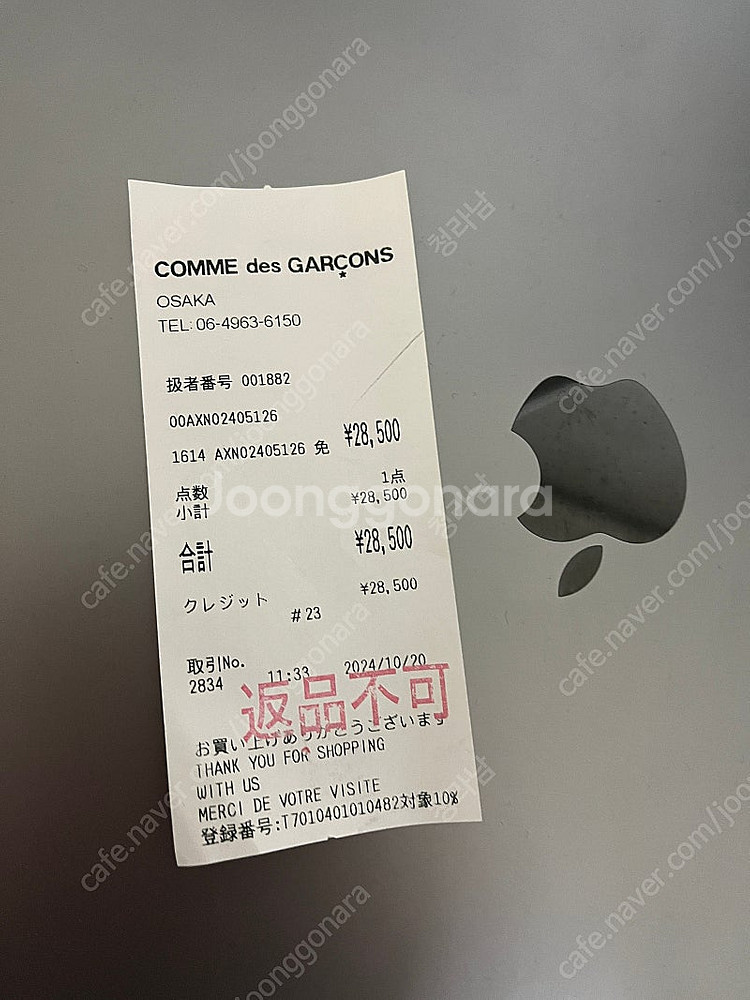 COMME des GARÇONS
OSAKA
TEL: 06-4963-6150
扱者番号 001882
00AXN02405126
1614 AXN02405126 免 ¥28,500
点数 1点
小計 ¥28,500
合計 ¥28,500
クレジット ¥28,500
#23
取引No.
2834 11:33 2024/10/20
返品不可
お買い上げありがとうございます
THANK YOU FOR SHOPPING
WITH US
MERCI DE VOTRE VISITE
登録番号:T7010401010482対象10%
Joonggonara
cafe.naver.com/joonggonara
청라남